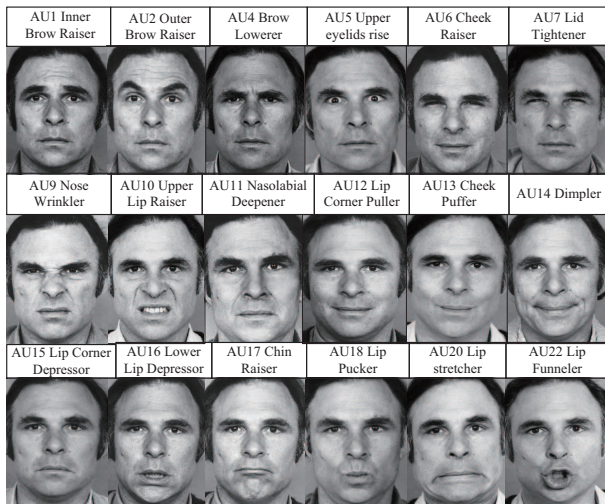 AU1 Inner Brow Raiser
AU2 Outer Brow Raiser
AU4 Brow Lowerer
AU5 Upper eyelids rise
AU6 Cheek Raiser
AU7 Lid Tightener
AU9 Nose Wrinkler
AU10 Upper Lip Raiser
AU11 Nasolabial Deepener
AU12 Lip Corner Puller
AU13 Cheek Puffer
AU14 Dimpler
AU15 Lip Corner Depressor
AU16 Lower Lip Depressor
AU17 Chin Raiser
AU18 Lip Pucker
AU20 Lip stretcher
AU22 Lip Funneler